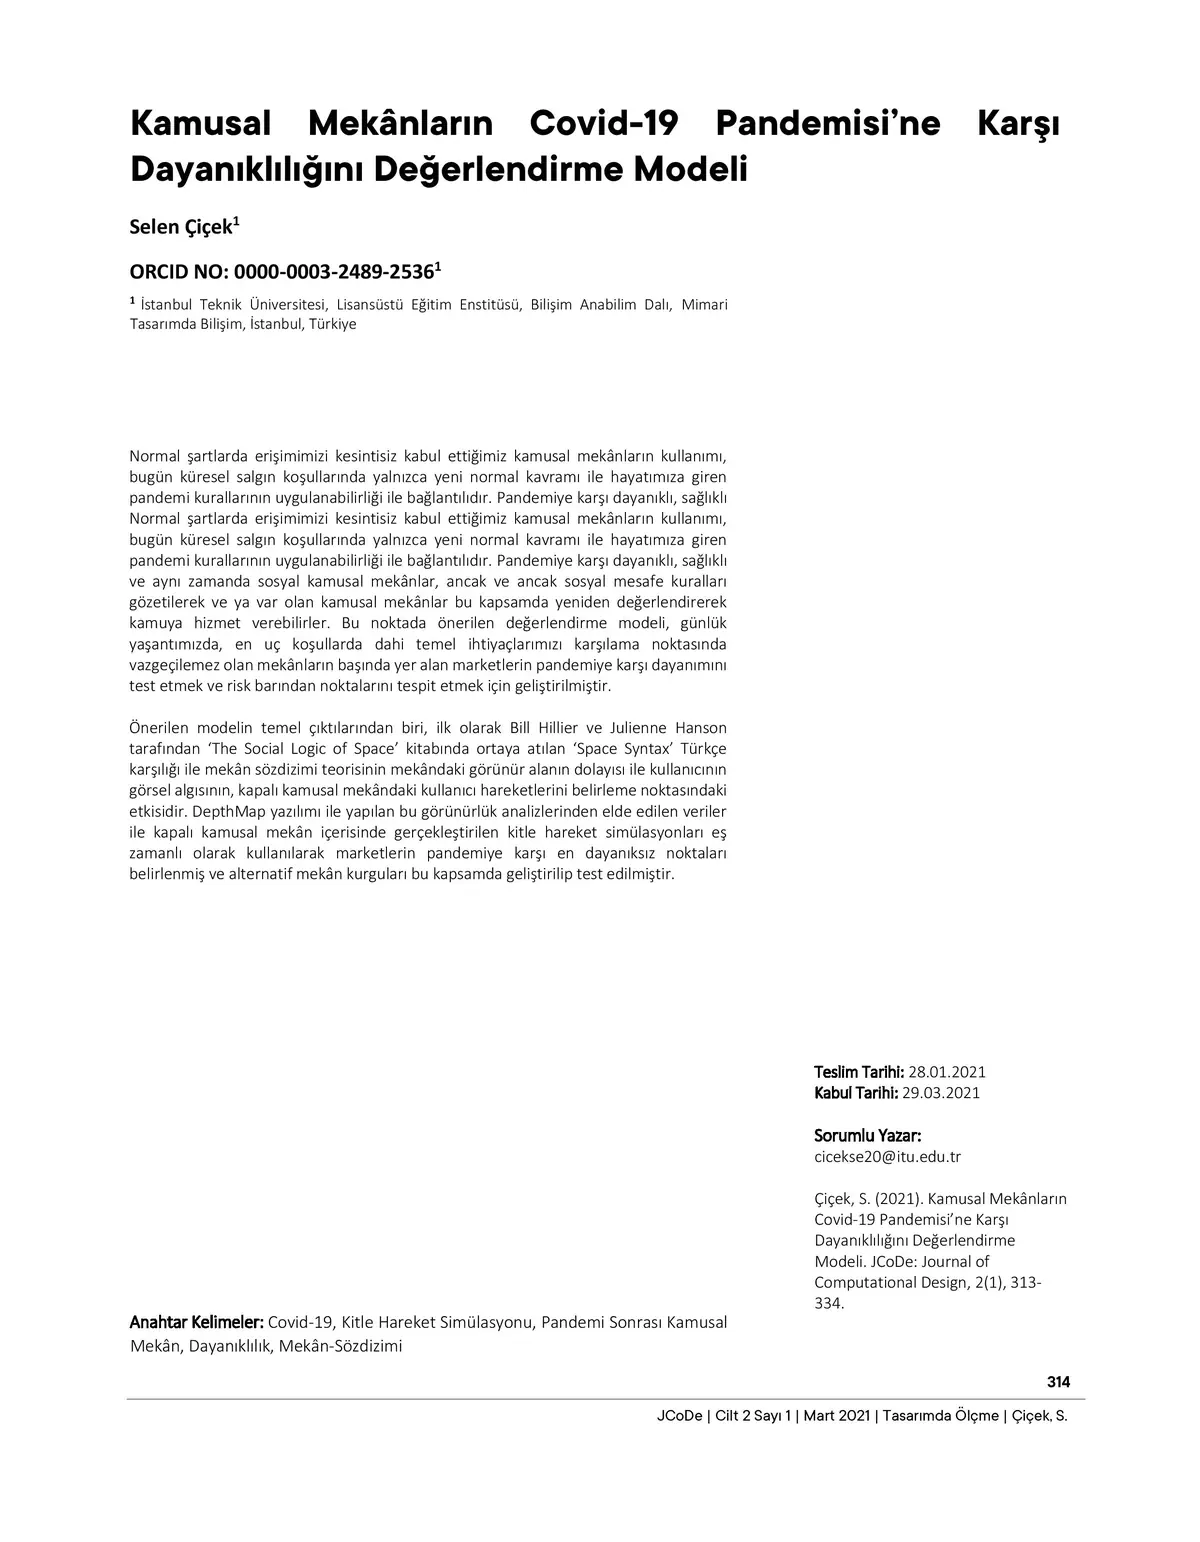 Kamusal Mekânların Covid-19 Pandemisi’ne Karşı
Dayanıklılığını Değerlendirme Modeli
Selen Çiçek1
ORCID NO: 0000-0003-2489-25361
1 İstanbul Teknik Üniversitesi, Lisansüstü Eğitim Enstitüsü, Bilişim Anabilim Dalı, Mimari
Tasarımda Bilişim, İstanbul, Türkiye
Normal şartlarda erişimimizi kesintisiz kabul ettiğimiz kamusal mekânların kullanımı,
bugün küresel salgın koşullarında yalnızca yeni normal kavramı ile hayatımıza giren
pandemi kurallarının uygulanabilirliği ile bağlantılıdır. Pandemiye karşı dayanıklı, sağlıklı
Normal şartlarda erişimimizi kesintisiz kabul ettiğimiz kamusal mekânların kullanımı,
bugün küresel salgın koşullarında yalnızca yeni normal kavramı ile hayatımıza giren
pandemi kurallarının uygulanabilirliği ile bağlantılıdır. Pandemiye karşı dayanıklı, sağlıklı
ve aynı zamanda sosyal kamusal mekânlar, ancak ve ancak sosyal mesafe kuralları
gözetilerek ve ya var olan kamusal mekânlar bu kapsamda yeniden değerlendirerek
kamuya hizmet verebilirler. Bu noktada önerilen değerlendirme modeli, günlük
yaşantımızda, en uç koşullarda dahi temel ihtiyaçlarımızı karşılama noktasında
vazgeçilemez olan mekânların başında yer alan marketlerin pandemiye karşı dayanımını
test etmek ve risk barından noktalarını tespit etmek için geliştirilmiştir.
Önerilen modelin temel çıktılarından biri, ilk olarak Bill Hillier ve Julienne Hanson
tarafından ‘The Social Logic of Space’ kitabında ortaya atılan ‘Space Syntax’ Türkçe
karşılığı ile mekân sözdizimi teorisinin mekândaki görünür alanın dolayısı ile kullanıcının
görsel algısının, kapalı kamusal mekândaki kullanıcı hareketlerini belirleme noktasındaki
etkisidir. DepthMap yazılımı ile yapılan bu görünürlük analizlerinden elde edilen veriler
ile kapalı kamusal mekân içerisinde gerçekleştirilen kitle hareket simülasyonları eş
zamanlı olarak kullanılarak marketlerin pandemiye karşı en dayanıksız noktaları
belirlenmiş ve alternatif mekân kurguları bu kapsamda geliştirilip test edilmiştir.
Teslim Tarihi: 28.01.2021
Kabul Tarihi: 29.03.2021
Sorumlu Yazar:
cicekse20@itu.edu.tr
Çiçek, S. (2021). Kamusal Mekânların
Covid-19 Pandemisi’ne Karşı
Dayanıklılığını Değerlendirme
Modeli. JCoDe: Journal of
Computational Design, 2(1), 313-
334.
Anahtar Kelimeler: Covid-19, Kitle Hareket Simülasyonu, Pandemi Sonrası Kamusal
Mekân, Dayanıklılık, Mekân-Sözdizimi
314
JCoDe | Cilt 2 Sayı 1 | Mart 2021 | Tasarımda Ölçme | Çiçek, S.